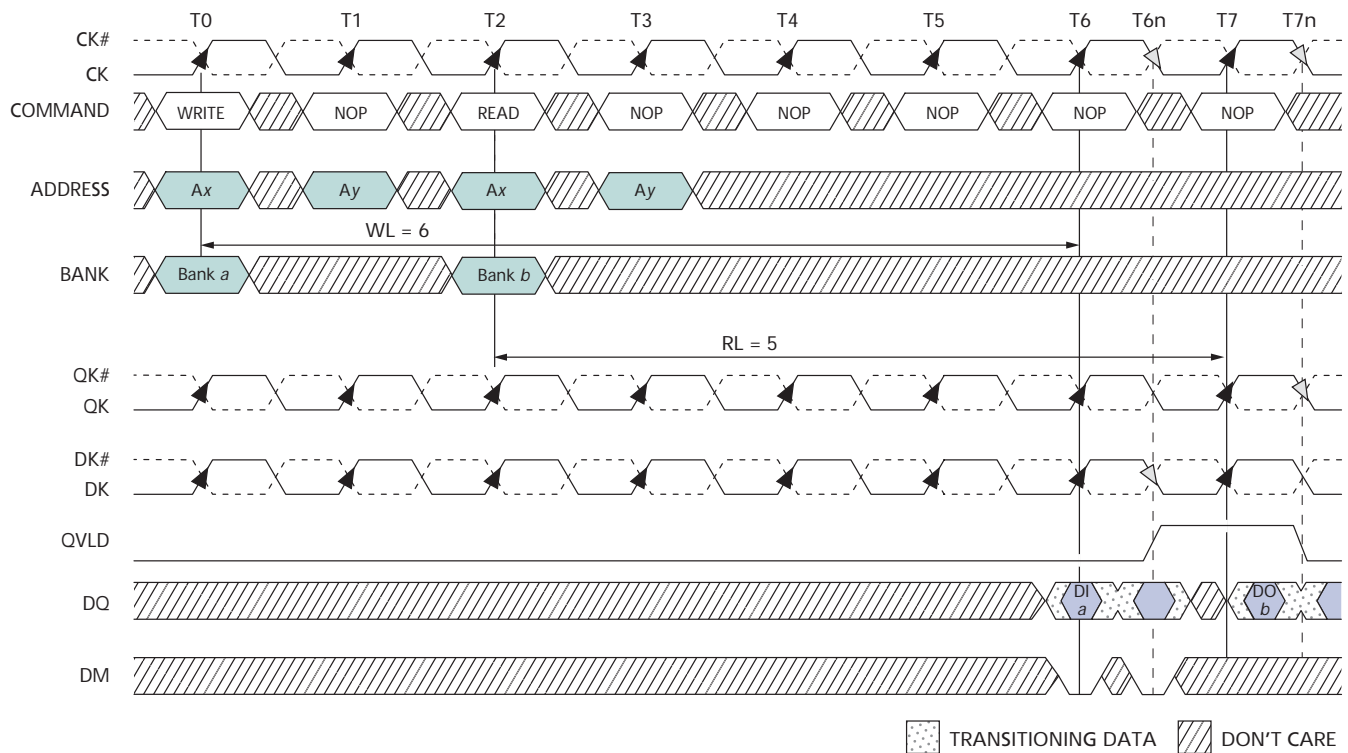 T0 T1 T2 T3 T4 T5 T6 T6n T7 T7n
CK#
CK
COMMAND WRITE NOP READ NOP NOP NOP NOP NOP
ADDRESS Ax Ay Ax Ay
WL = 6
BANK Bank a Bank b
RL = 5
QK#
QK
DK#
DK
QVLD
DQ DI a DO b
DM
TRANSITIONING DATA DON'T CARE